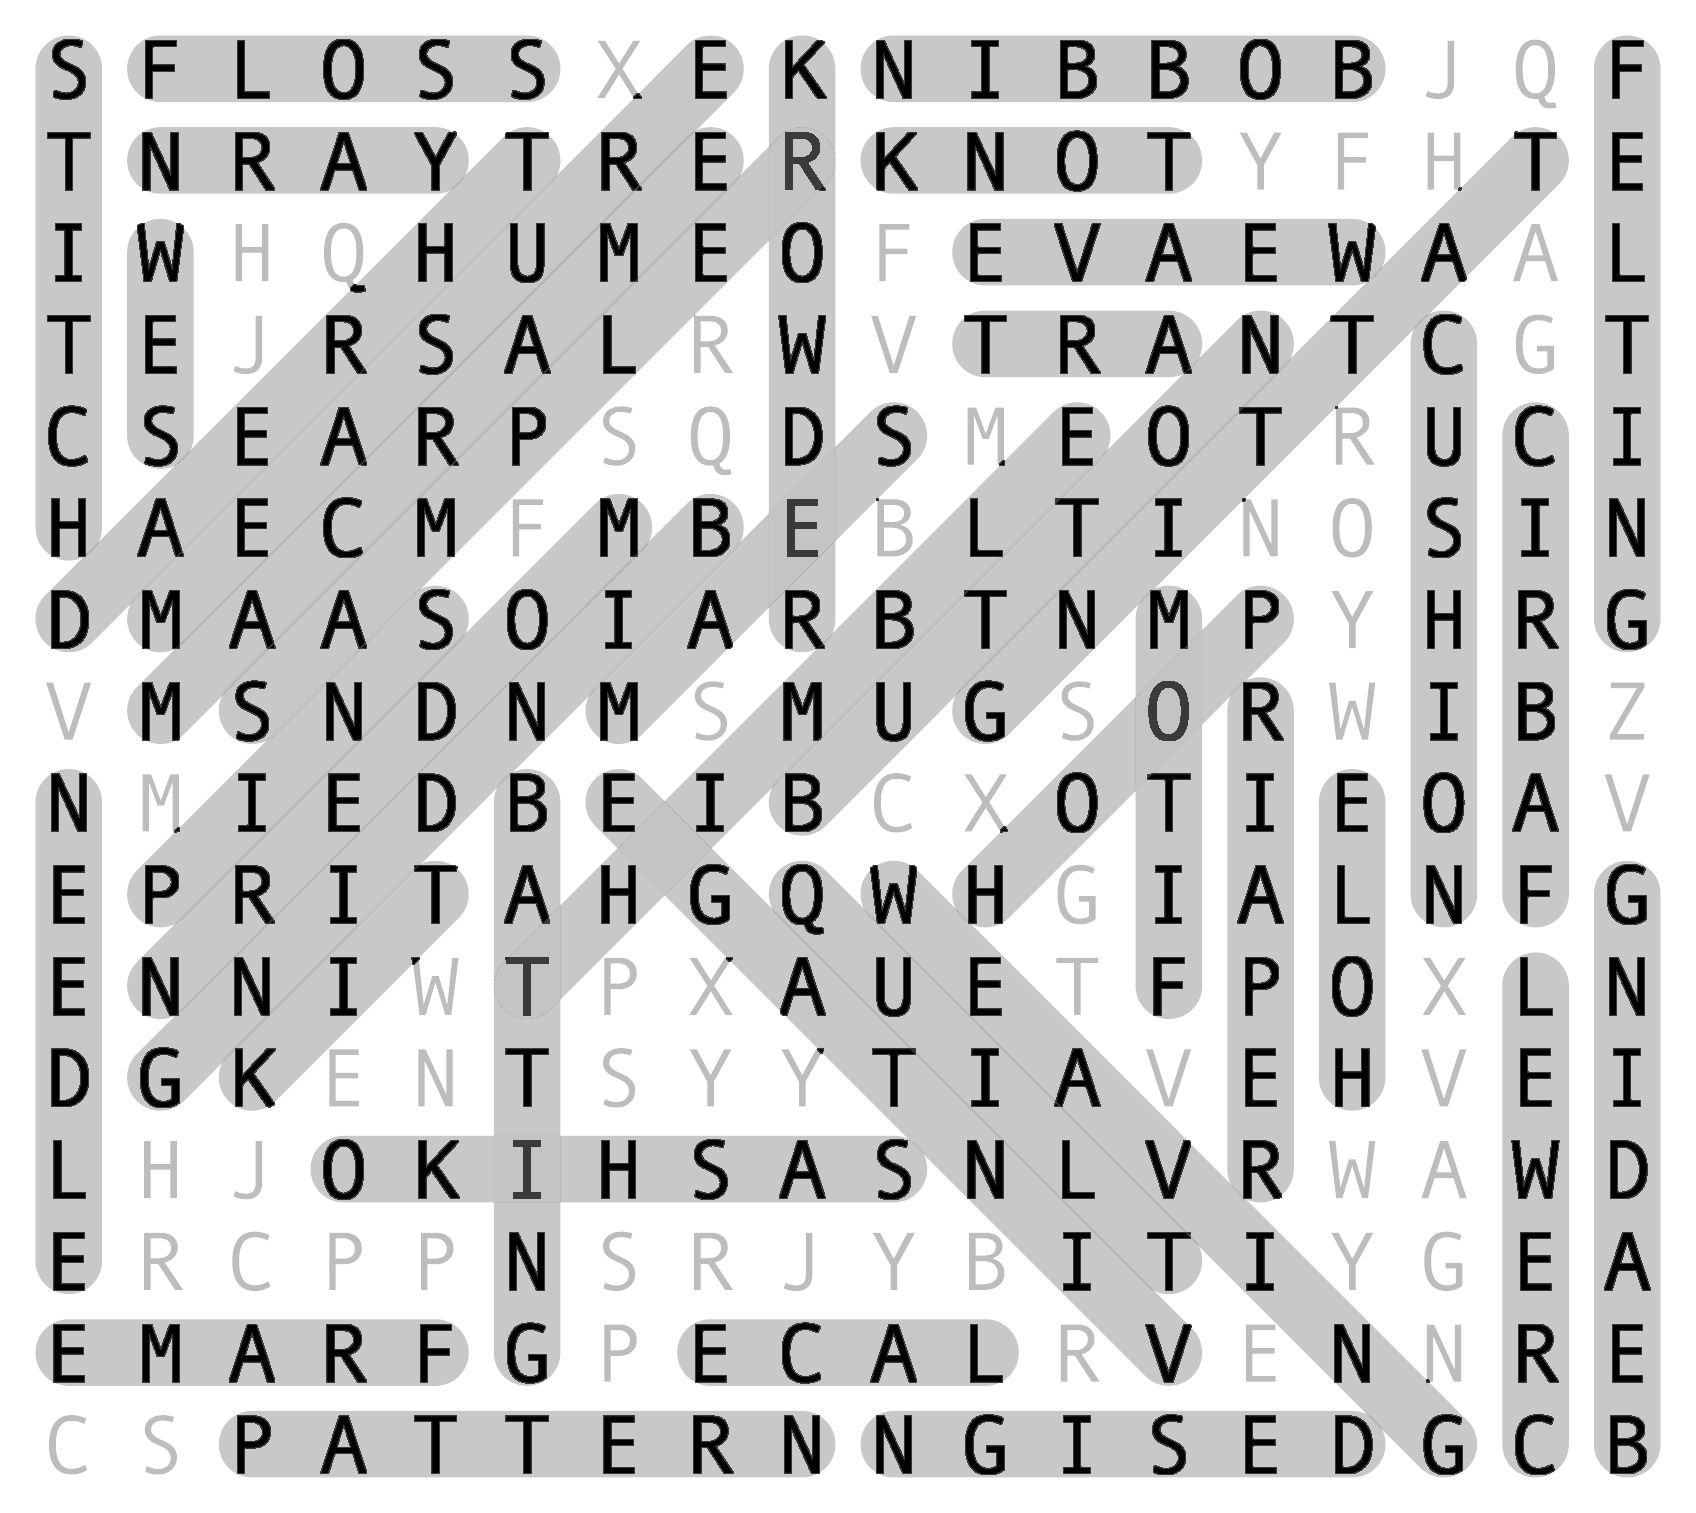 S F L O S S X E K N I B B O B J Q F
T N R A Y T R E R K N O T Y F H T E
I W H Q H U M E O F E V A E W A A L
T E J R S A L R W V T R A N T C G T
C S E A R P S Q D S M E O T R U C I
H A E C M F M B E B L T I N O S I N
D M A A S O I A R B T N M P Y H R G
V M S N D N M S M U G S O R W I B Z
N M I E D B E I B C X O T I E O A V
E P R I T A H G Q W H G I A L N F G
E N N I W T P X A U E T F P O X L N
D G K E N T S Y Y T I A V E H V E I
L H J O K I H S A S N L V R W A W D
E R C P P N S R J Y B I T I Y G E A
E M A R F G P E C A L R V E N N R E
C S P A T T E R N N G I S E D G C B